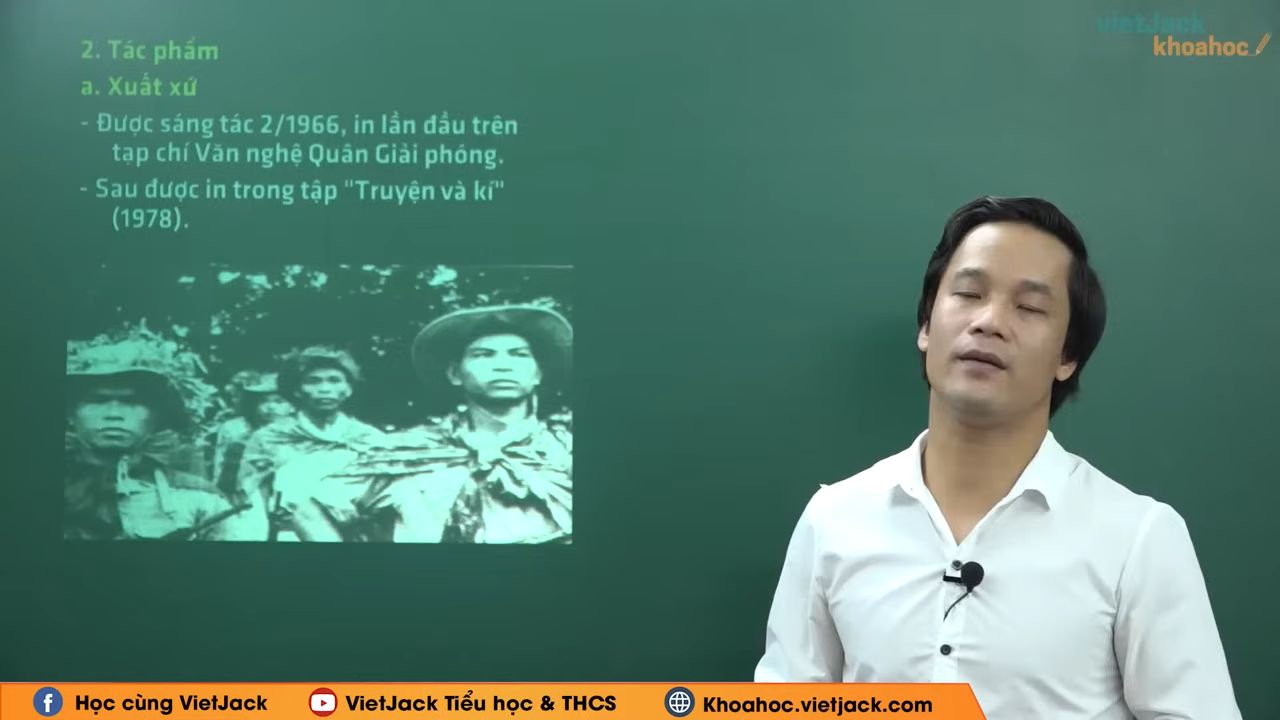 vietJack
khoahoc
2. Tác phẩm
a. Xuất xứ
- Được sáng tác 2/1966, in lần đầu trên
tạp chí Văn nghệ Quân Giải phóng.
- Sau được in trong tập "Truyện và kí"
(1978).
Học cùng VietJack
VietJack Tiểu học & THCS
Khoahoc.vietjack.com